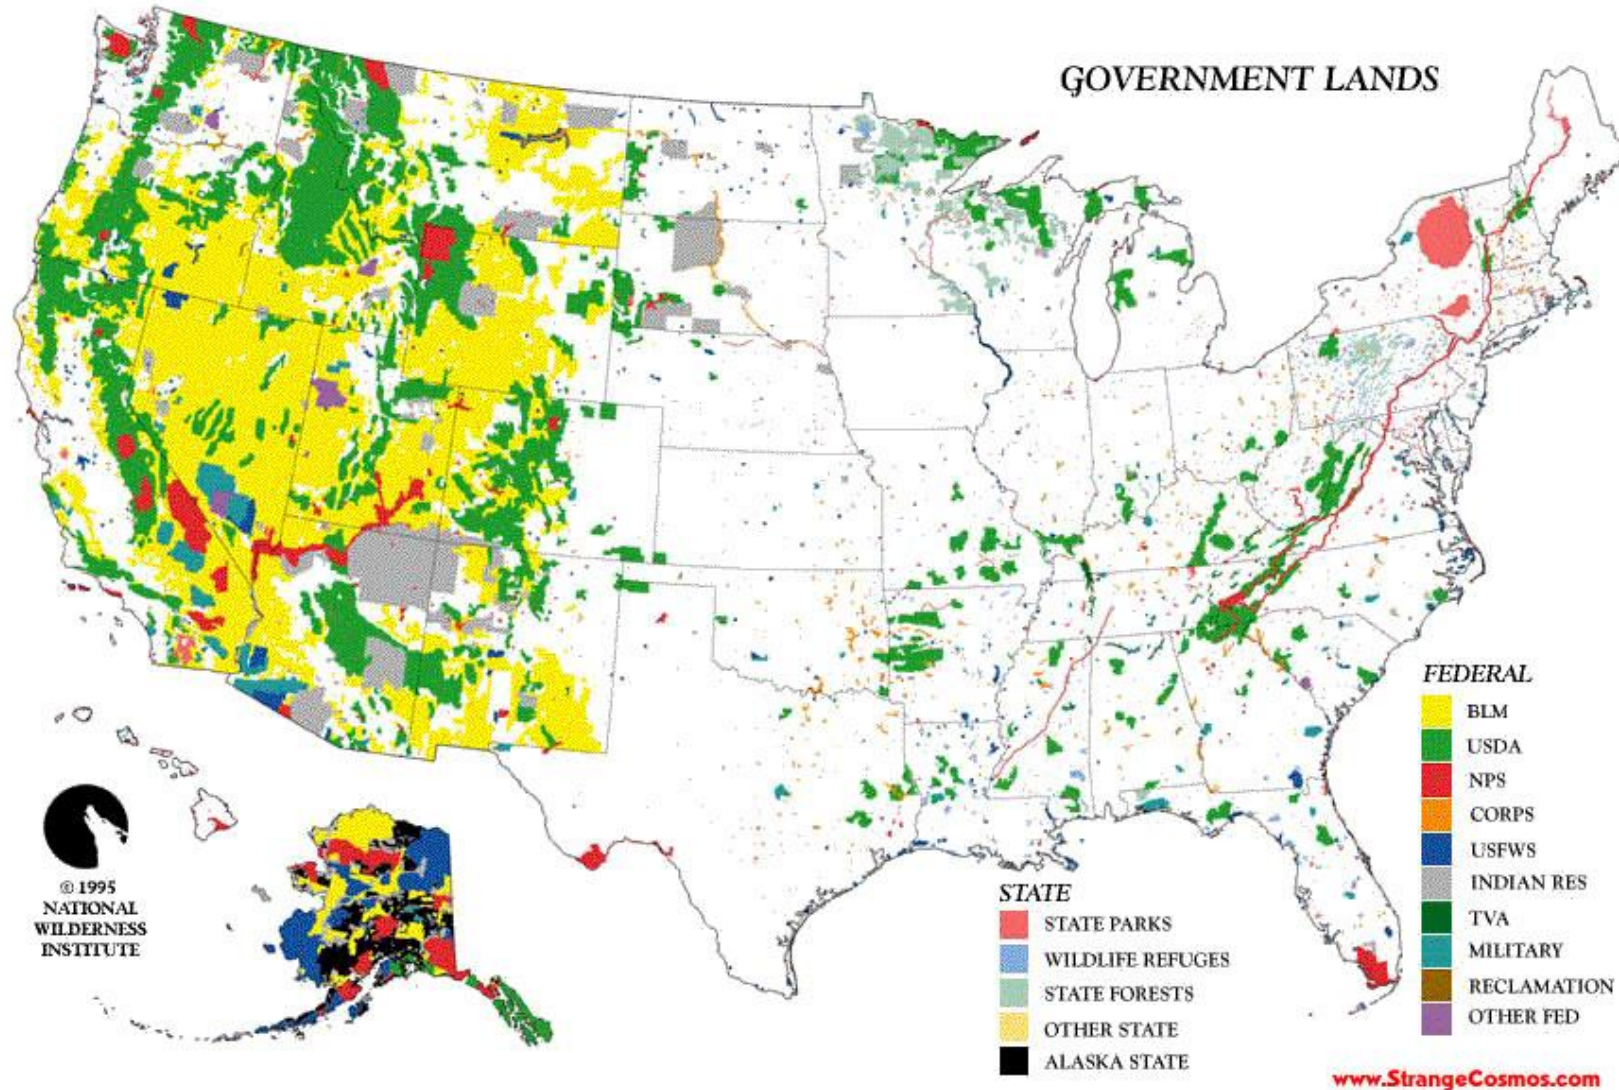 GOVERNMENT LANDS
FEDERAL
BLM
USDA
NPS
CORPS
USFWS
INDIAN RES
TVA
MILITARY
RECLAMATION
OTHER FED
STATE
STATE PARKS
WILDLIFE REFUGES
STATE FORESTS
OTHER STATE
ALASKA STATE
© 1995
NATIONAL
WILDERNESS
INSTITUTE
www.StrangeCosmos.com